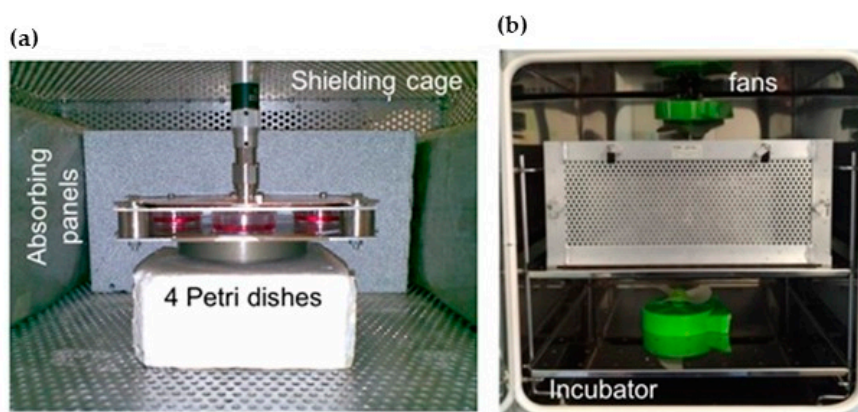 (a)
Shielding cage
Absorbing
panels
4 Petri dishes
(b)
fans
Incubator